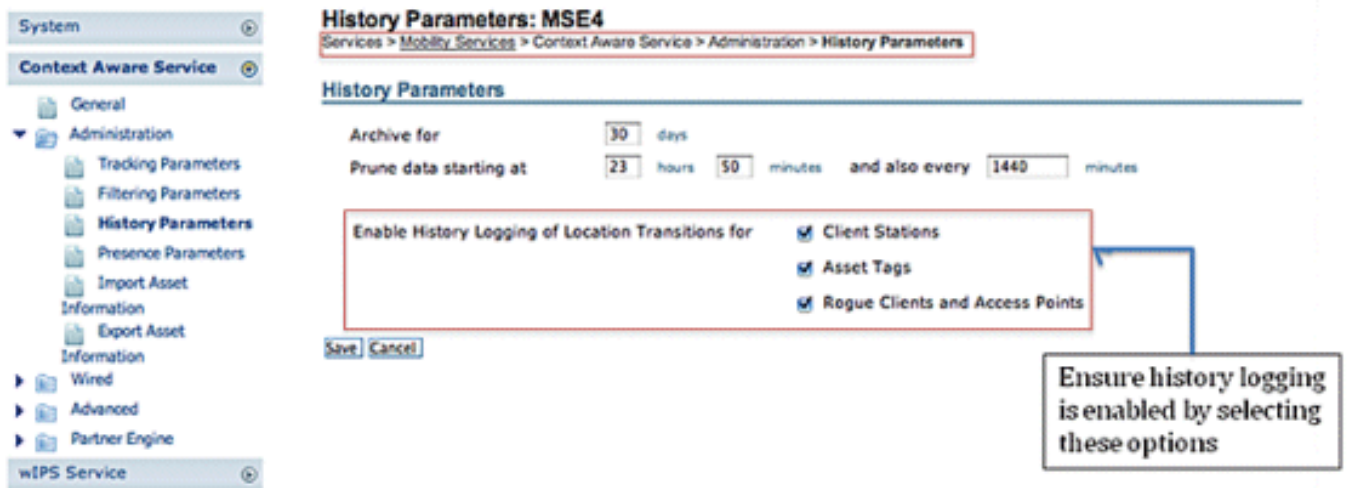 System
Context Aware Service
General
Administration
Tracking Parameters
Filtering Parameters
History Parameters
Presence Parameters
Import Asset
Information
Export Asset
Information
Wired
Advanced
Partner Engine
wIPS Service
History Parameters: MSE4
Services > Mobility Services > Context Aware Service > Administration > History Parameters
History Parameters
Archive for 30 days
Prune data starting at 23 hours 50 minutes and also every 1440 minutes
Enable History Logging of Location Transitions for Client Stations
Asset Tags
Rogue Clients and Access Points
Save Cancel
Ensure history logging
is enabled by selecting
these options